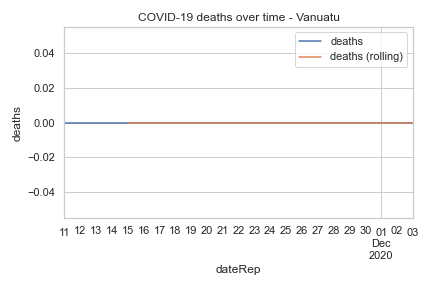 COVID-19 deaths over time - Vanuatu
deaths
deaths (rolling)
0.04
0.02
0.00
−0.02
−0.04
deaths
11 12 13 14 15 16 17 18 19 20 21 22 23 24 25 26 27 28 29 30 01 02 03
Dec
2020
dateRep